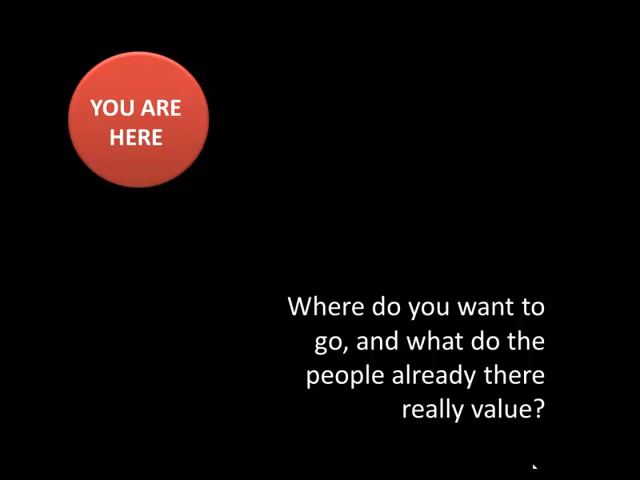 YOU ARE
HERE
Where do you want to
go, and what do the
people already there
really value?